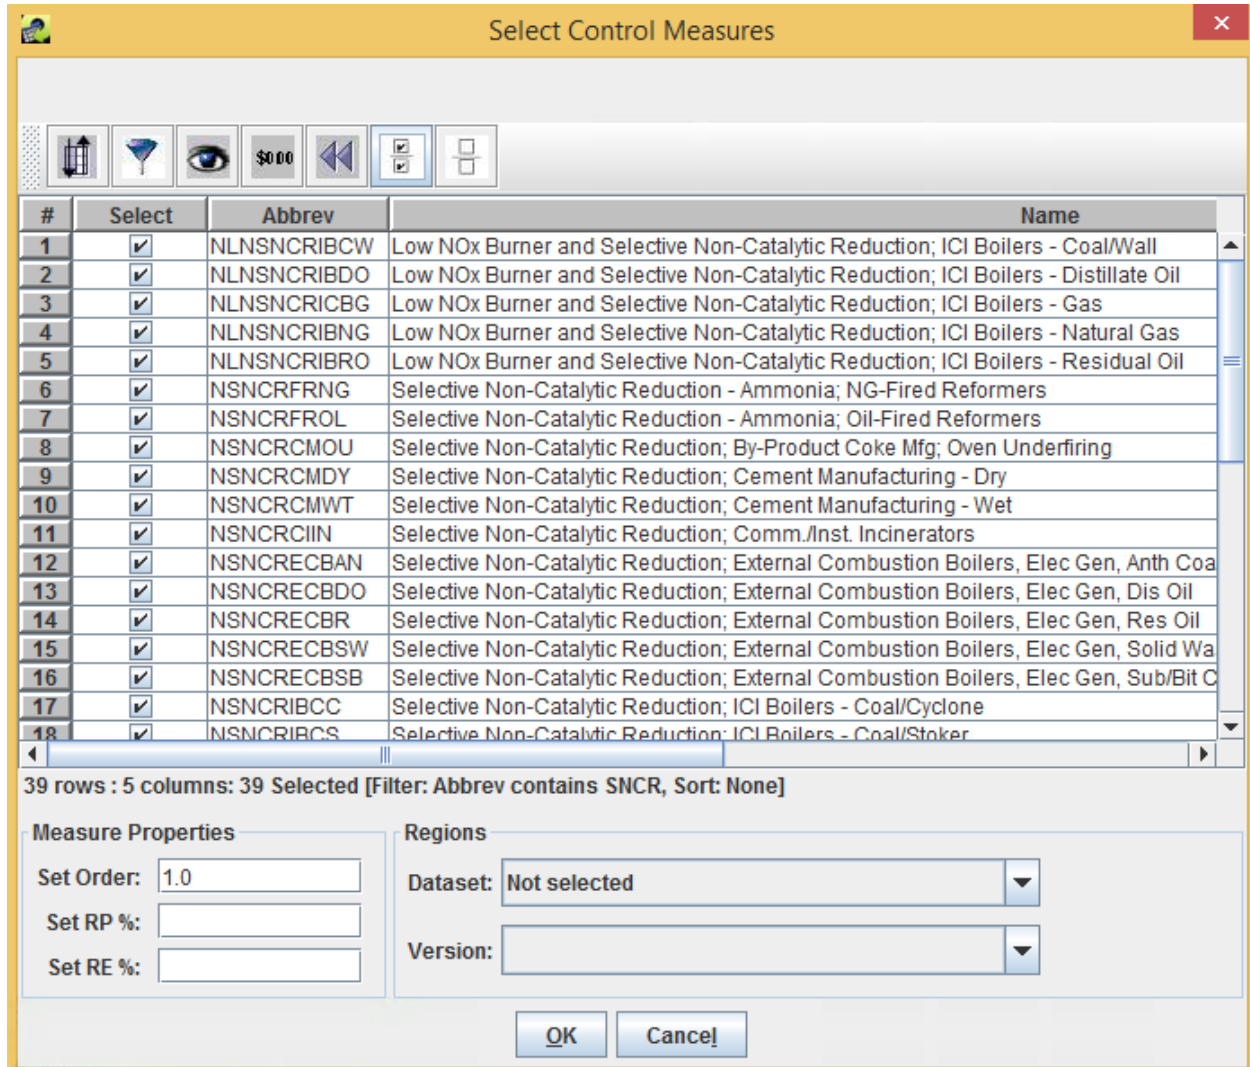 Select Control Measures
$0.00
# Select Abbrev Name
1 NLNSNCRIBCW Low NOx Burner and Selective Non-Catalytic Reduction; ICI Boilers - Coal/Wall
2 NLNSNCRIBDO Low NOx Burner and Selective Non-Catalytic Reduction; ICI Boilers - Distillate Oil
3 NLNSNCRICBG Low NOx Burner and Selective Non-Catalytic Reduction; ICI Boilers - Gas
4 NLNSNCRIBNG Low NOx Burner and Selective Non-Catalytic Reduction; ICI Boilers - Natural Gas
5 NLNSNCRIBRO Low NOx Burner and Selective Non-Catalytic Reduction; ICI Boilers - Residual Oil
6 NSNCRFRNG Selective Non-Catalytic Reduction - Ammonia; NG-Fired Reformers
7 NSNCRFROL Selective Non-Catalytic Reduction - Ammonia; Oil-Fired Reformers
8 NSNCRCMOU Selective Non-Catalytic Reduction; By-Product Coke Mfg; Oven Underfiring
9 NSNCRCMDY Selective Non-Catalytic Reduction; Cement Manufacturing - Dry
10 NSNCRCMWT Selective Non-Catalytic Reduction; Cement Manufacturing - Wet
11 NSNCRCIIN Selective Non-Catalytic Reduction; Comm./Inst. Incinerators
12 NSNCRECBAN Selective Non-Catalytic Reduction; External Combustion Boilers, Elec Gen, Anth Coa
13 NSNCRECBDO Selective Non-Catalytic Reduction; External Combustion Boilers, Elec Gen, Dis Oil
14 NSNCRECBR Selective Non-Catalytic Reduction; External Combustion Boilers, Elec Gen, Res Oil
15 NSNCRECBSW Selective Non-Catalytic Reduction; External Combustion Boilers, Elec Gen, Solid Wa
16 NSNCRECBSB Selective Non-Catalytic Reduction; External Combustion Boilers, Elec Gen, Sub/Bit C
17 NSNCRIBCC Selective Non-Catalytic Reduction; ICI Boilers - Coal/Cyclone
18 NSNCRIBCS Selective Non-Catalytic Reduction; ICI Boilers - Coal/Stoker
39 rows : 5 columns: 39 Selected [Filter: Abbrev contains SNCR, Sort: None]
Measure Properties
Set Order: 1.0
Set RP %:
Set RE %:
Regions
Dataset: Not selected
Version:
OK Cancel